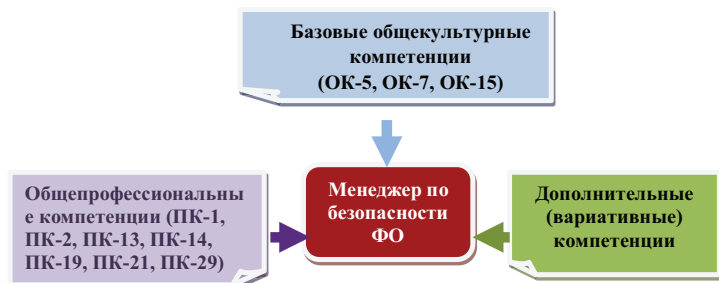 Базовые общекультурные
компетенции
(ОК-5, ОК-7, ОК-15)
Общепрофессиональны
е компетенции (ПК-1,
ПК-2, ПК-13, ПК-14,
ПК-19, ПК-21, ПК-29)
Менеджер по
безопасности
ФО
Дополнительные
(вариативные)
компетенции